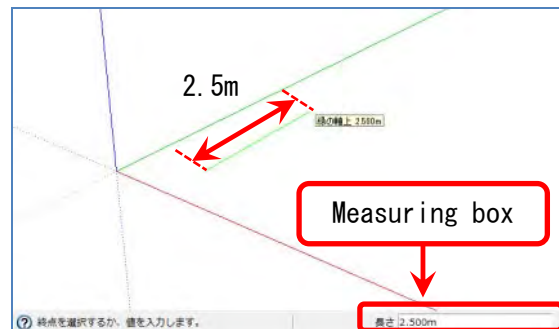 2.5m
緑の軸上 2.500m
Measuring box
終点を選択するか、値を入力します。
長さ 2.500m